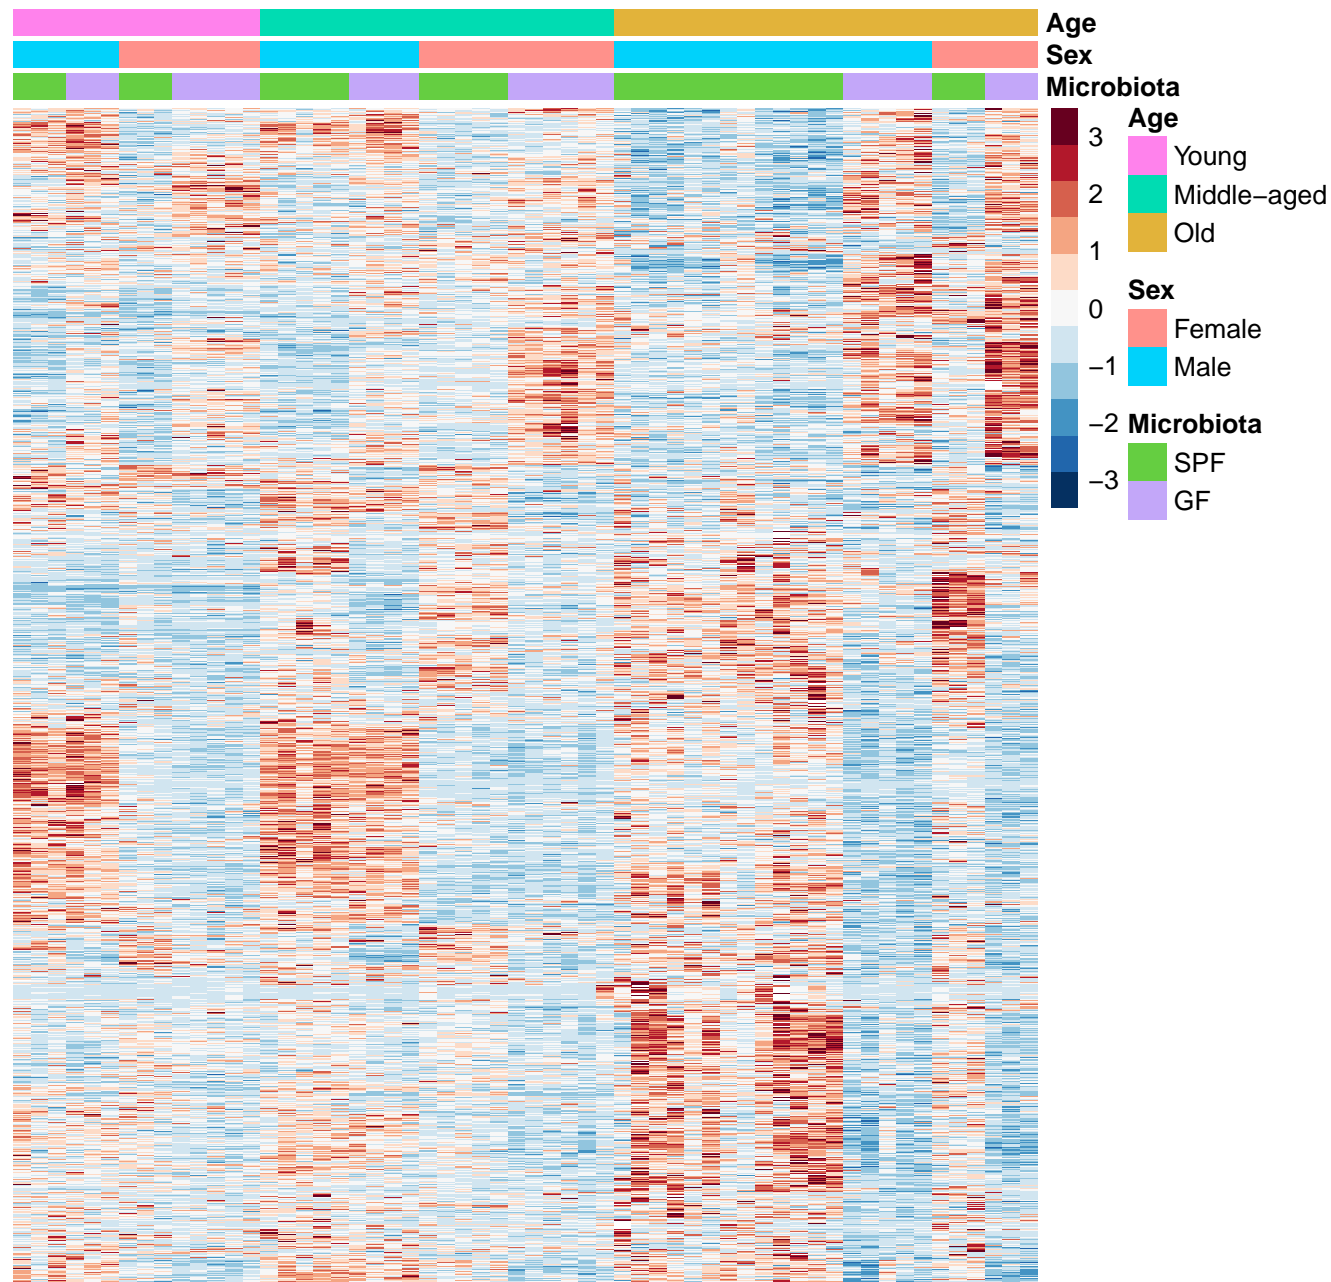 Age
Sex
Microbiota
3
2
1
0
−1
−2
−3
Age
Young
Middle−aged
Old
Sex
Female
Male
Microbiota
SPF
GF